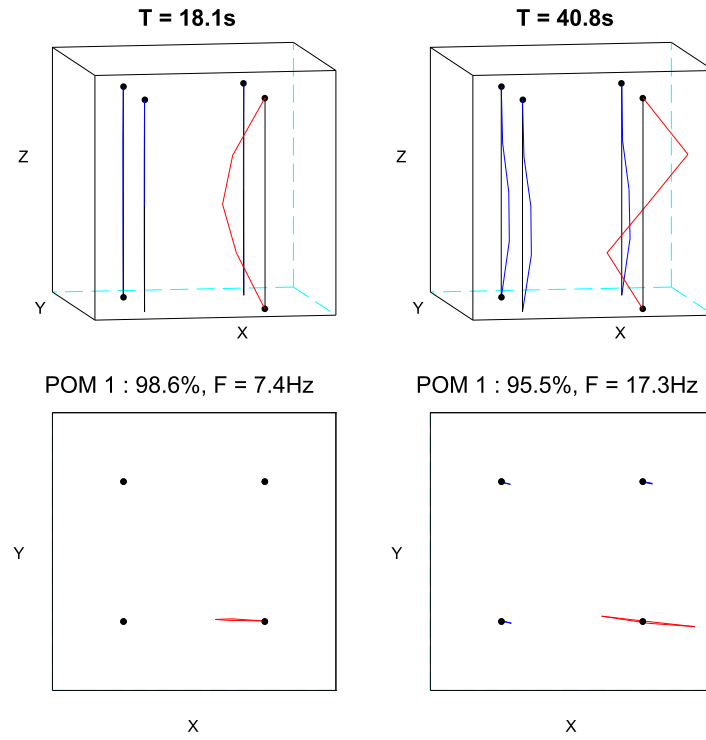 T = 18.1s
T = 40.8s
Z
Z
Y
Y
X
X
POM 1 : 98.6%, F = 7.4Hz
POM 1 : 95.5%, F = 17.3Hz
Y
Y
X
X